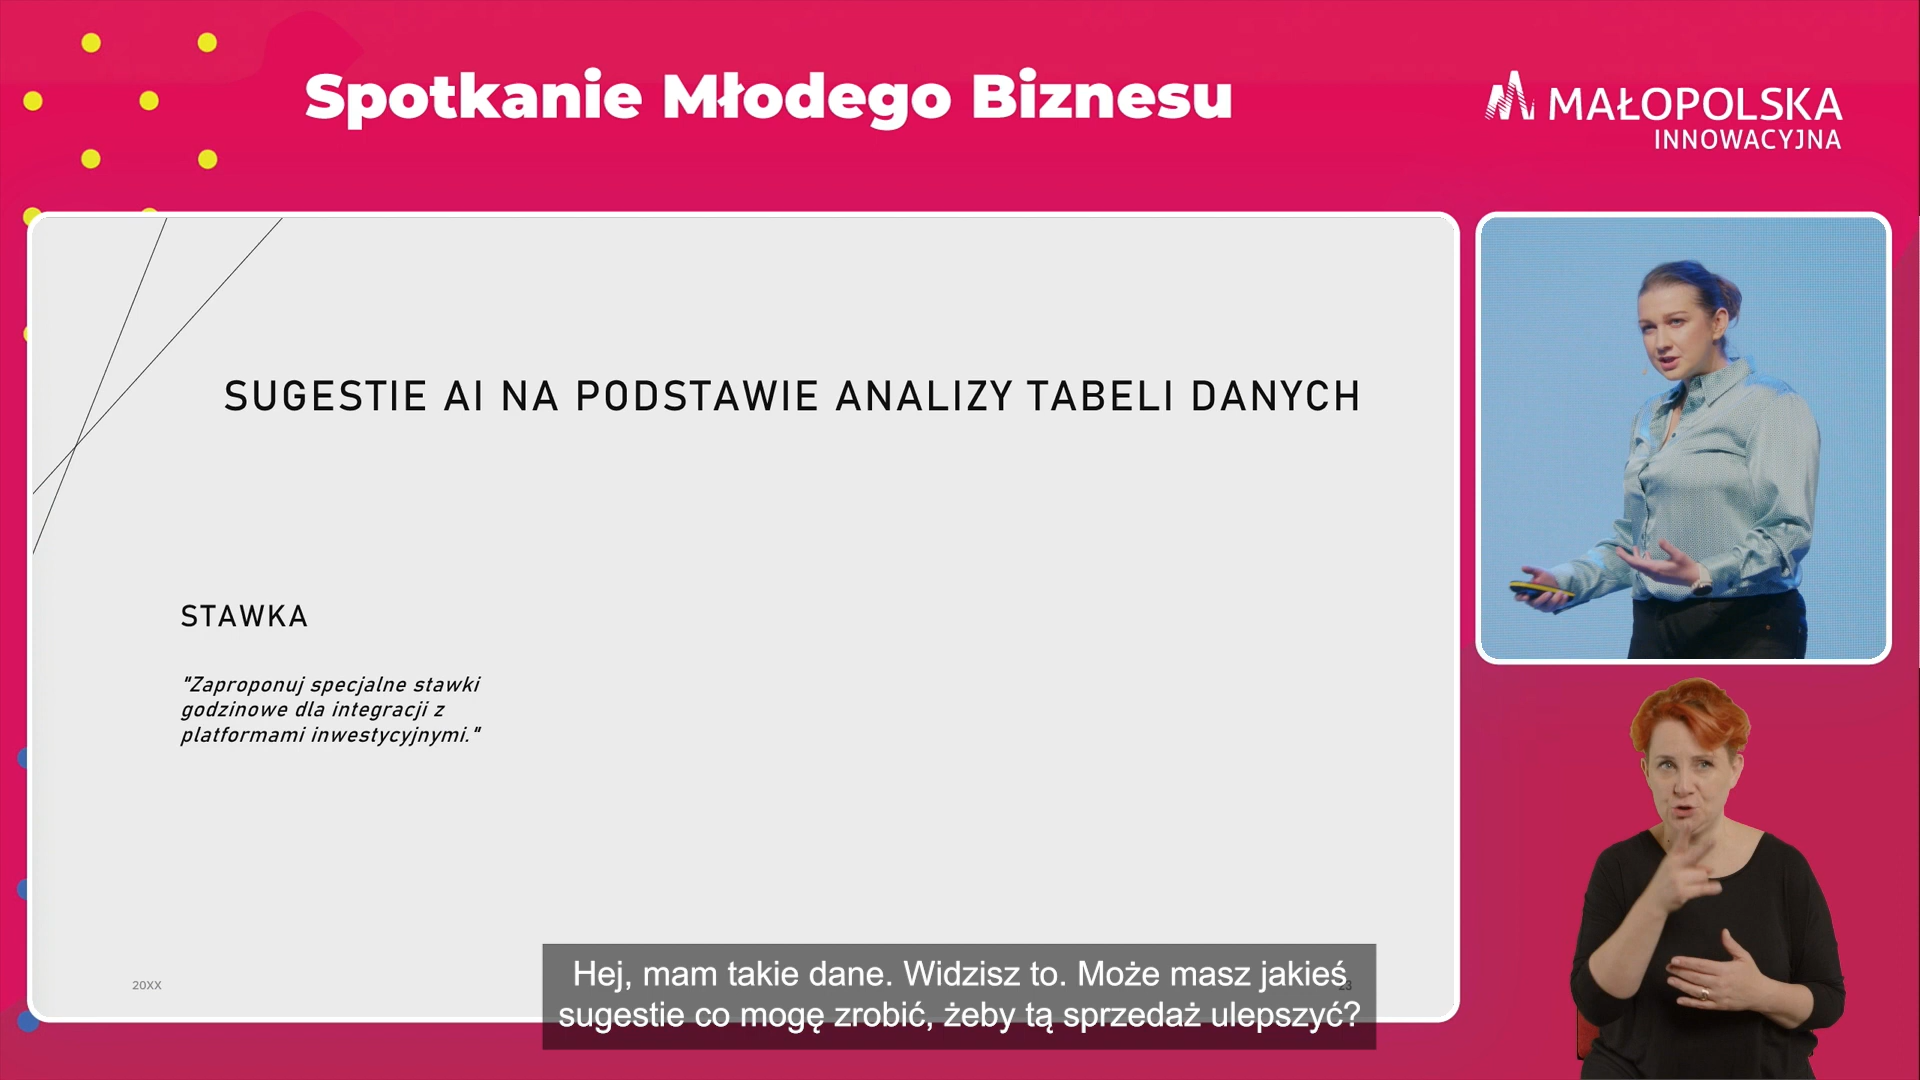 Spotkanie Młodego Biznesu
MAŁOPOLSKA
INNOWACYJNA
SUGESTIE AI NA PODSTAWIE ANALIZY TABELI DANYCH
STAWKA
"Zaproponuj specjalne stawki
godzinowe dla integracji z
platformami inwestycyjnymi."
20XX
23
Hej, mam takie dane. Widzisz to. Może masz jakieś
sugestie co mogę zrobić, żeby tą sprzedaż ulepszyć?